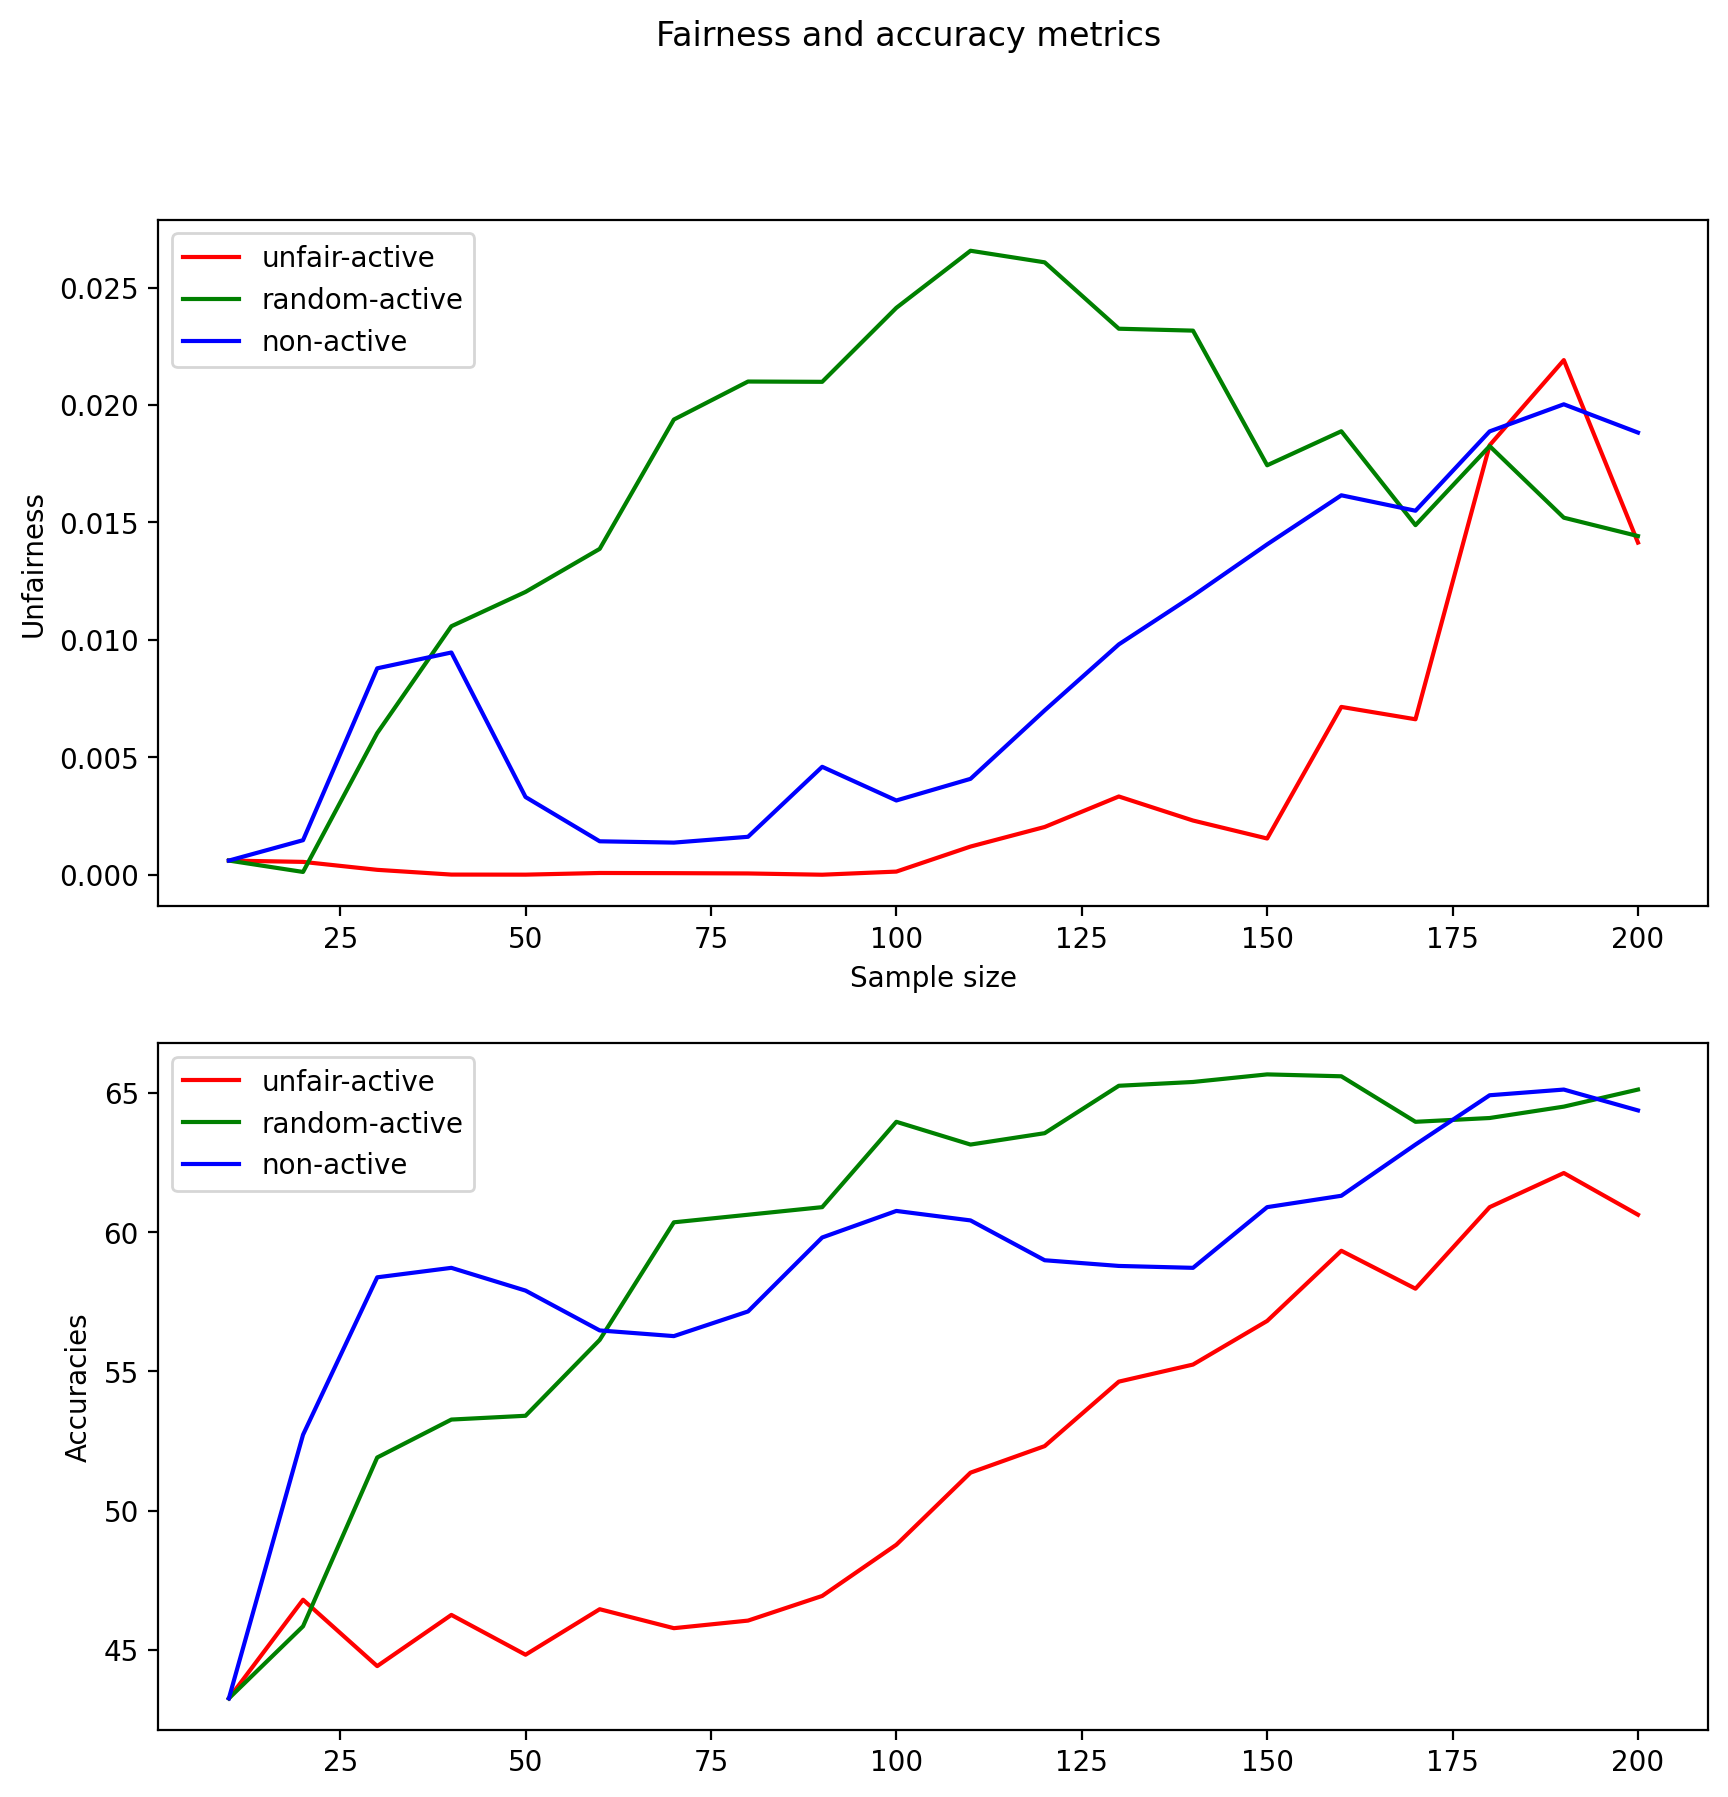 Fairness and accuracy metrics
unfair-active
random-active
non-active
0.025
0.020
0.015
0.010
0.005
0.000
Unfairness
25 50 75 100 125 150 175 200
Sample size
unfair-active
random-active
non-active
65
60
55
50
45
Accuracies
25 50 75 100 125 150 175 200